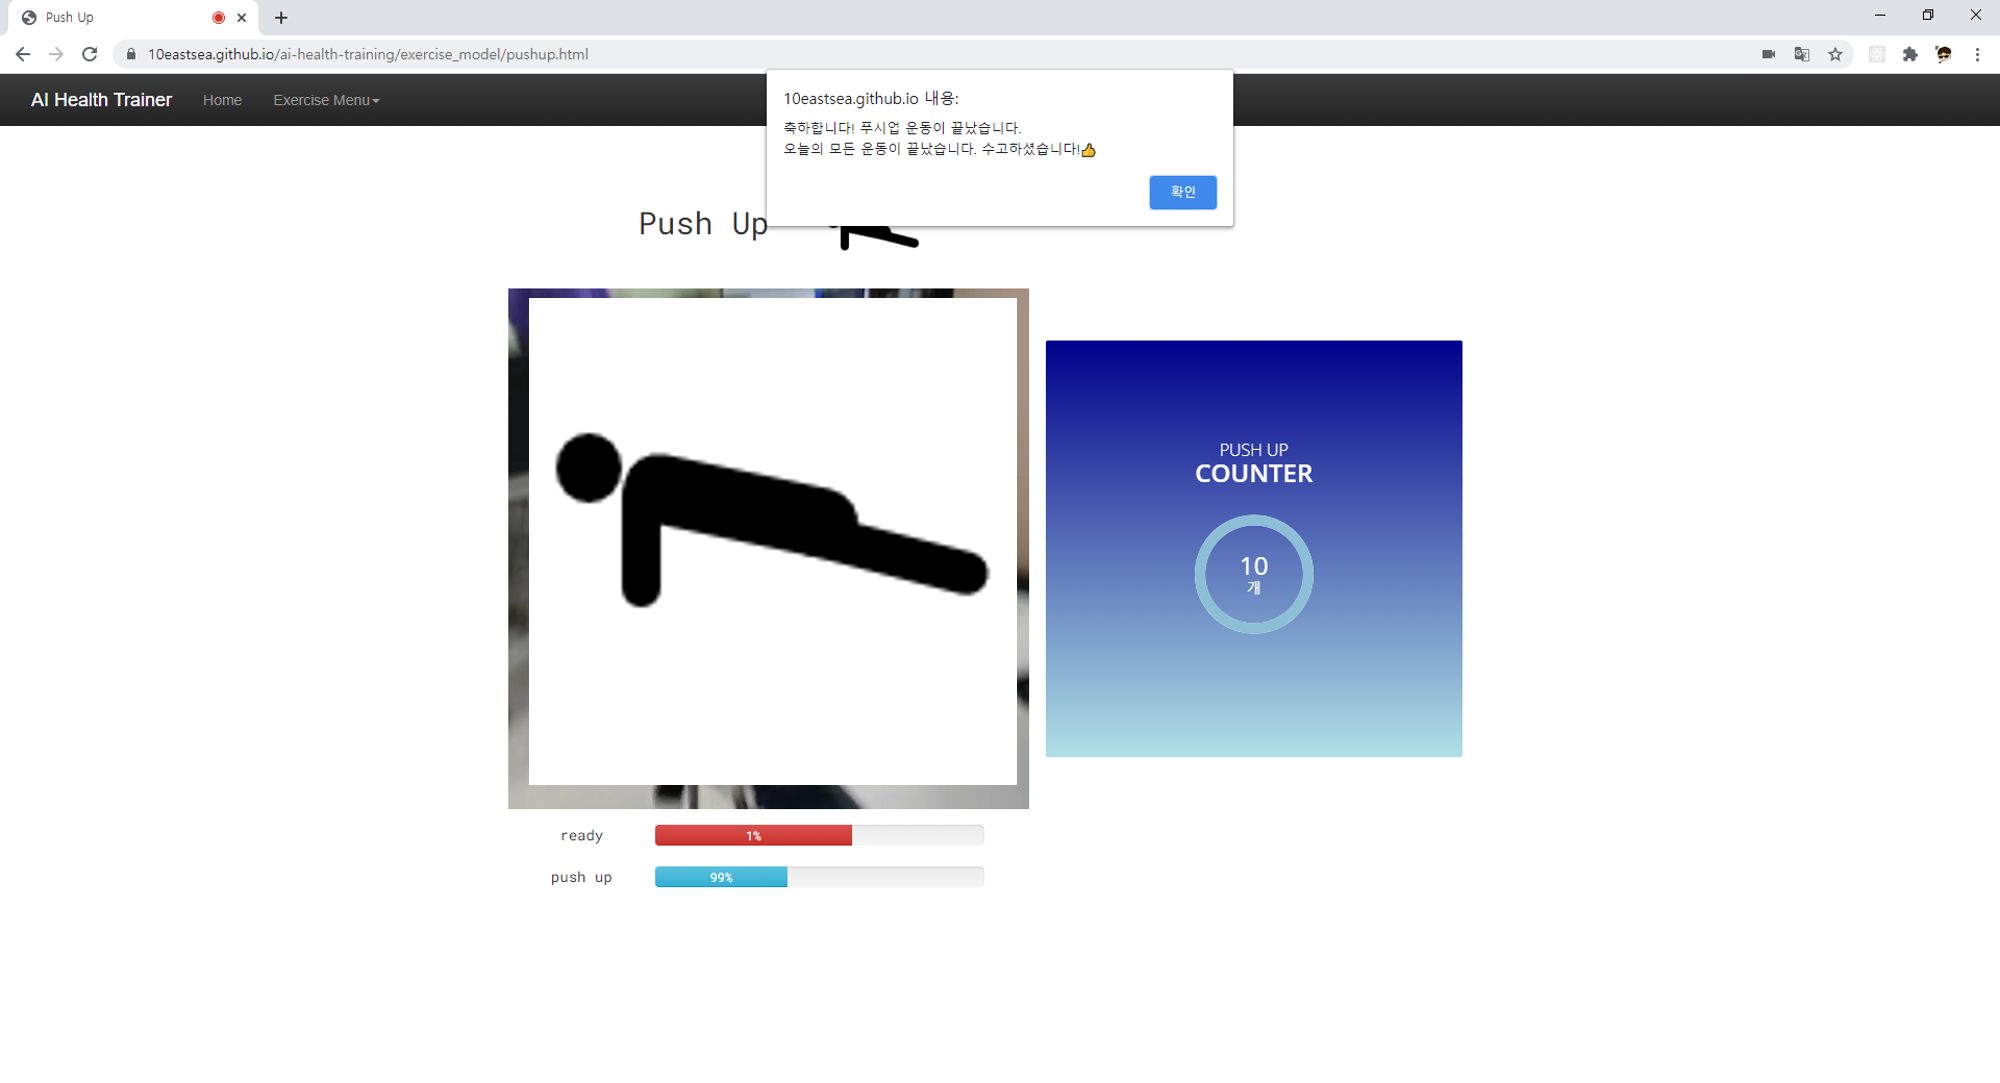 Push Up
10eastsea.github.io/ai-health-training/exercise_model/pushup.html
AI Health Trainer Home Exercise Menu
10eastsea.github.io 내용:
축하합니다! 푸시업 운동이 끝났습니다.
오늘의 모든 운동이 끝났습니다. 수고하셨습니다!👍
확인
Push Up
PUSH UP
COUNTER
10
개
ready 1%
push up 99%